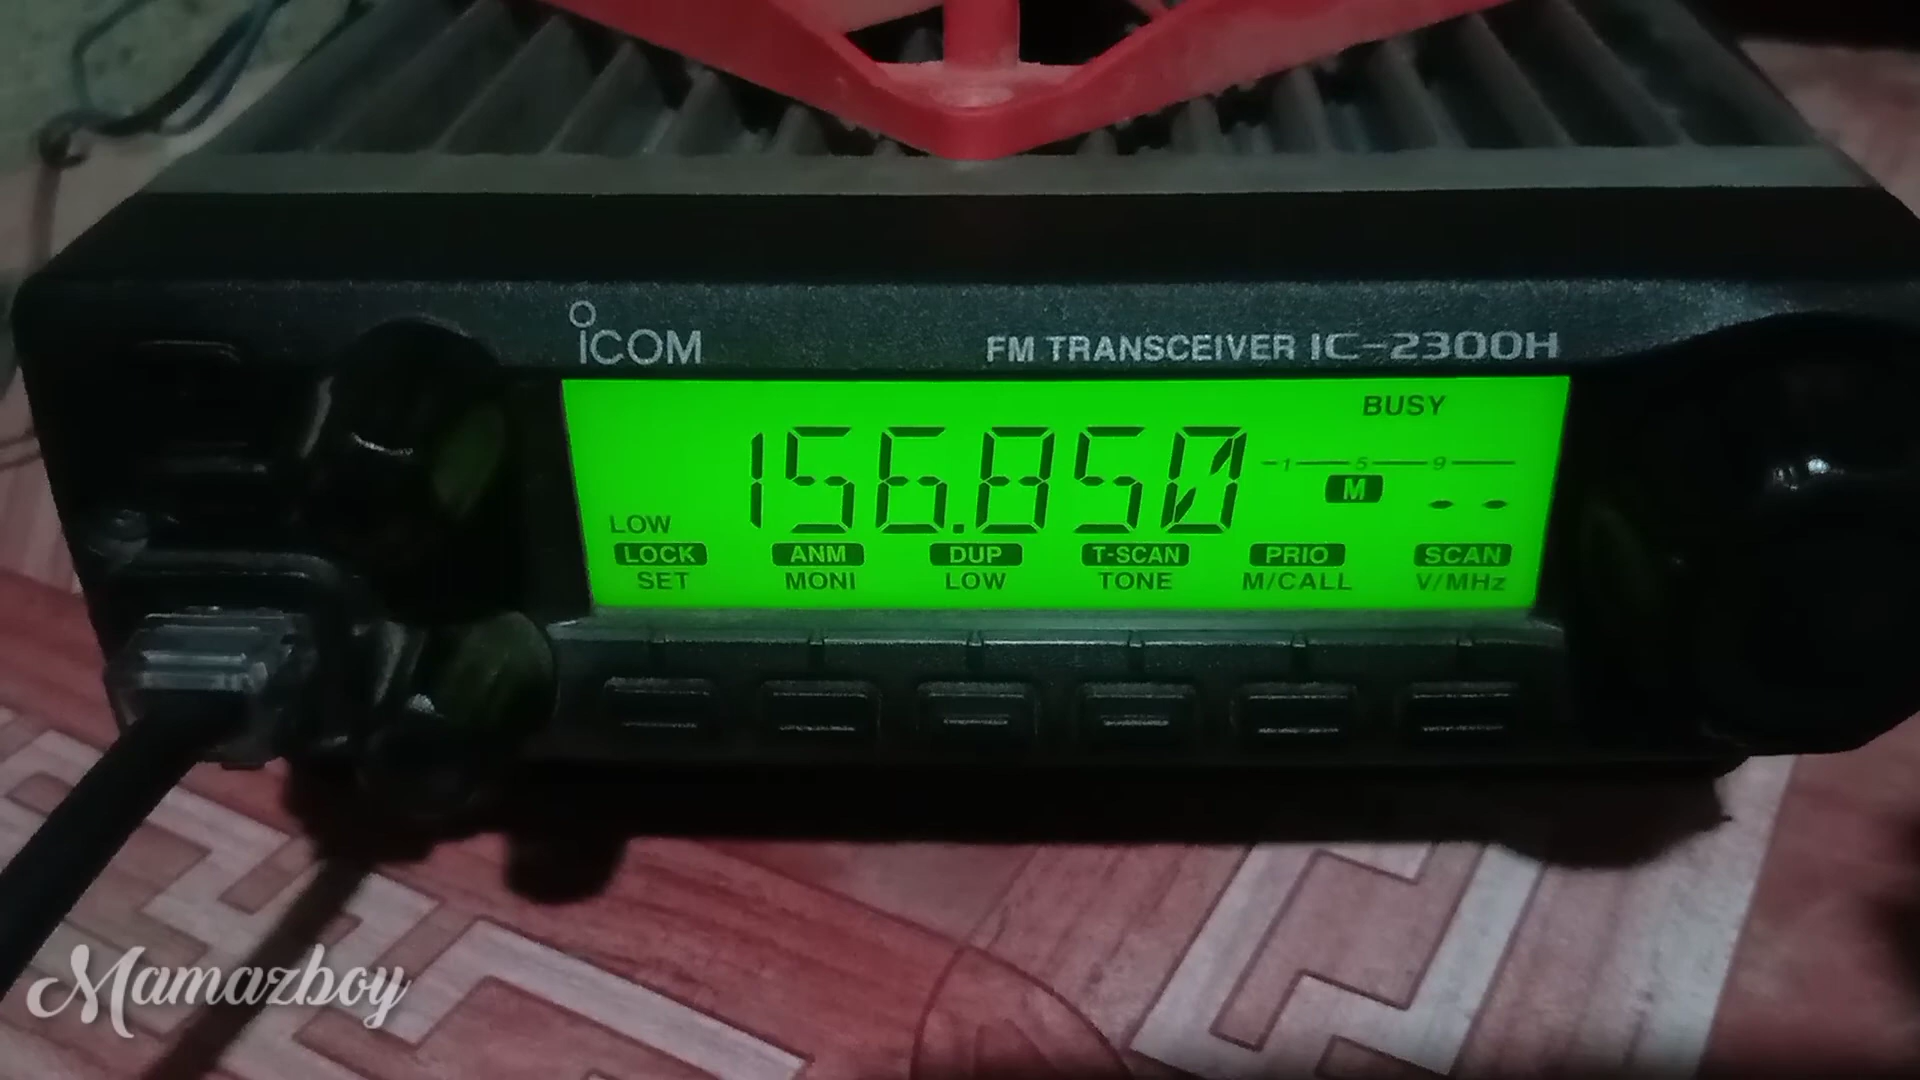 ICOM
FM TRANSCEIVER IC-2300H
BUSY
156.850
1 5 9
M
--
LOW
LOCK ANM DUP T-SCAN PRIO SCAN
SET MONI LOW TONE M/CALL V/MHz
Mamazboy